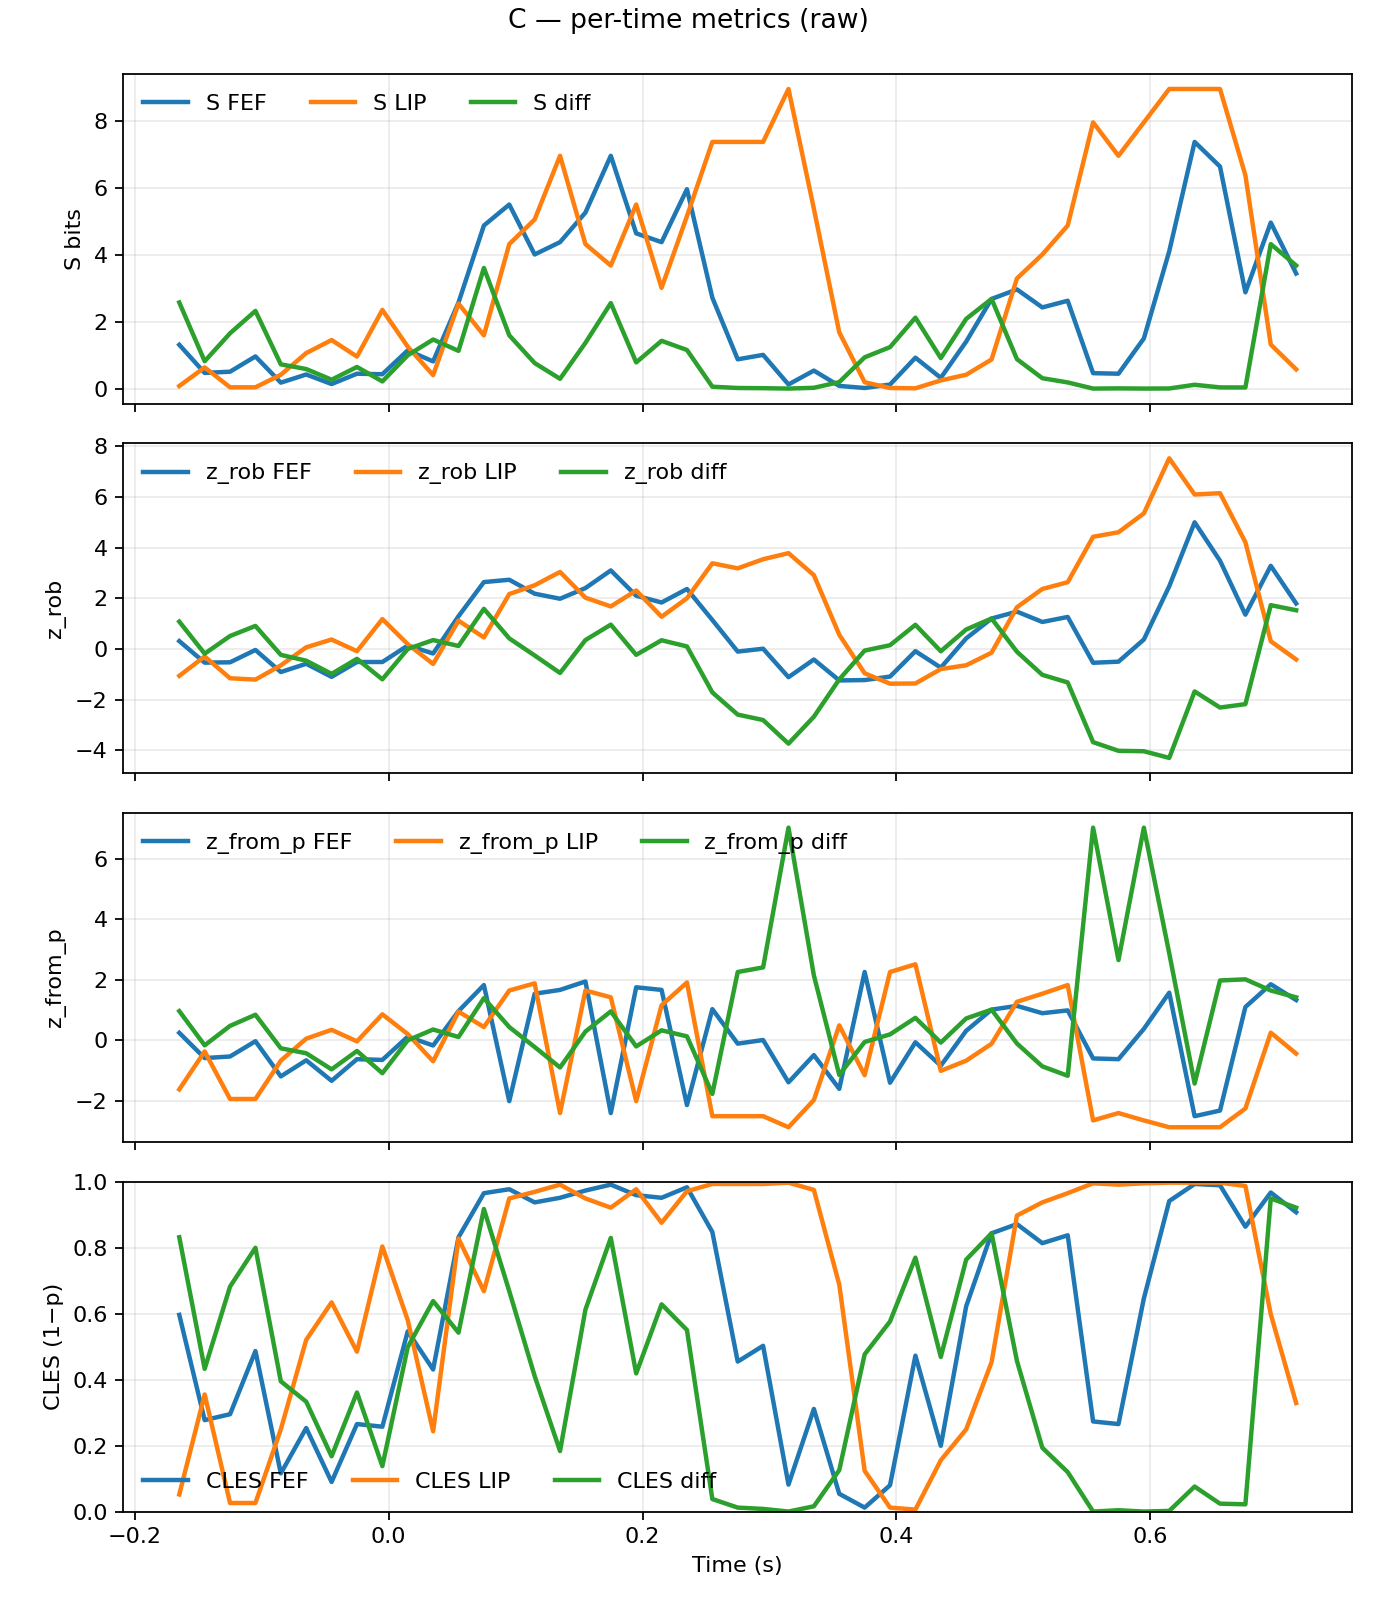 C — per-time metrics (raw)
S FEF S LIP S diff
8
6
4
2
0
S bits
z_rob FEF z_rob LIP z_rob diff
8
6
4
2
0
−2
−4
z_rob
z_from_p FEF z_from_p LIP z_from_p diff
6
4
2
0
−2
z_from_p
1.0
0.8
0.6
0.4
0.2
0.0
CLES (1−p)
CLES FEF CLES LIP CLES diff
−0.2 0.0 0.2 0.4 0.6
Time (s)